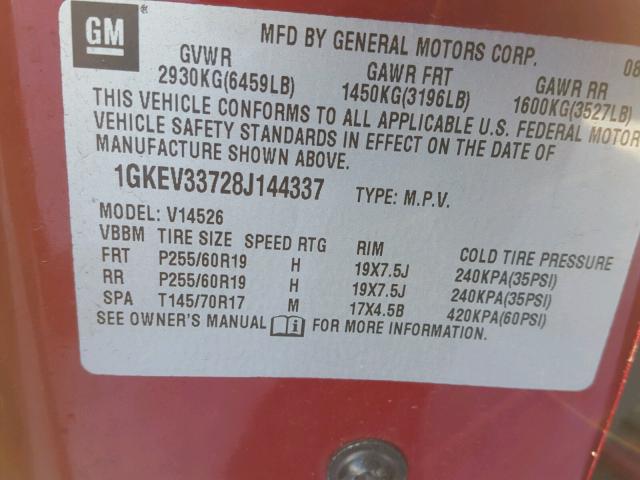 GM
MFD BY GENERAL MOTORS CORP. 08
GVWR GAWR FRT GAWR RR
2930KG(6459LB) 1450KG(3196LB) 1600KG(3527LB)
THIS VEHICLE CONFORMS TO ALL APPLICABLE U.S. FEDERAL MOTOR
VEHICLE SAFETY STANDARDS IN EFFECT ON THE DATE OF
MANUFACTURE SHOWN ABOVE.
1GKEV33728J144337 TYPE: M.P.V.
MODEL: V14526
VBBM TIRE SIZE SPEED RTG RIM COLD TIRE PRESSURE
FRT P255/60R19 H 19X7.5J 240KPA(35PSI)
RR P255/60R19 H 19X7.5J 240KPA(35PSI)
SPA T145/70R17 M 17X4.5B 420KPA(60PSI)
SEE OWNER'S MANUAL i FOR MORE INFORMATION.